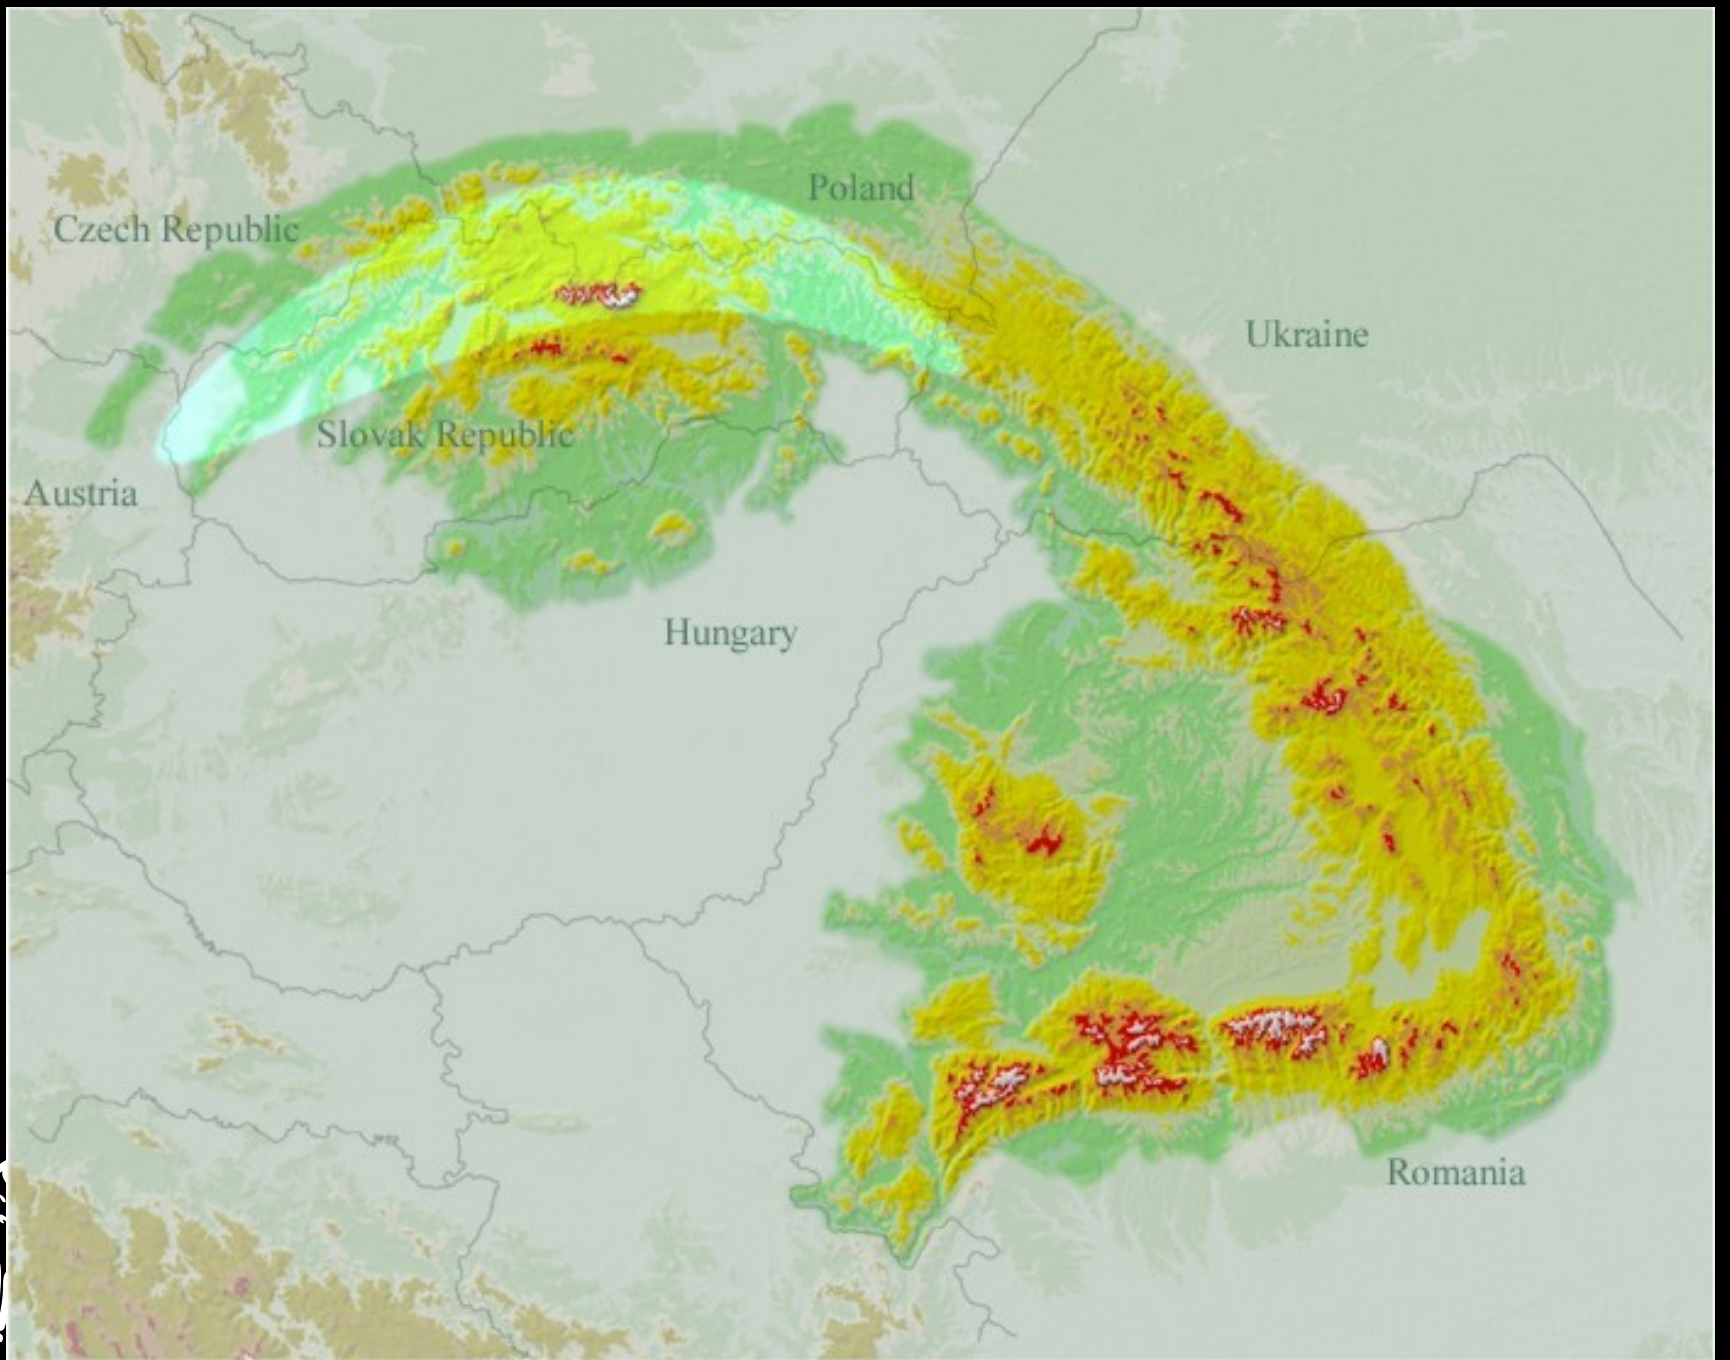 Poland
Czech Republic
Ukraine
Slovak Republic
Austria
Hungary
Romania